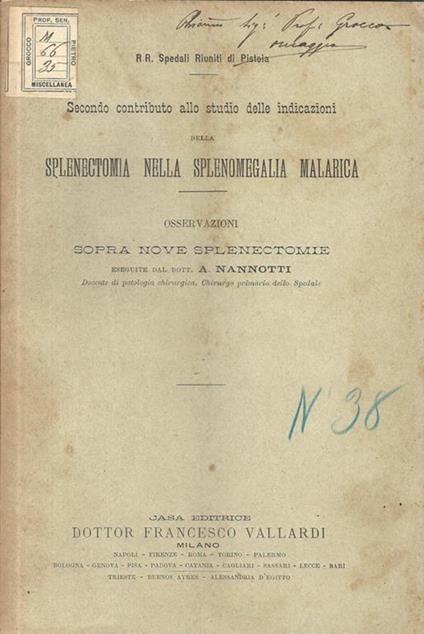 PROF. SEN.
GROCCO
PIETRO
M
66
35
MISCELLANEA
Sig: Prof: Grocco
omaggio
R.R. Spedali Riuniti di Pistoia
Secondo contributo allo studio delle indicazioni
DELLA
SPLENECTOMIA NELLA SPLENOMEGALIA MALARICA
OSSERVAZIONI
SOPRA NOVE SPLENECTOMIE
ESEGUITE DAL DOTT. A. NANNOTTI
Docente di patologia chirurgica, Chirurgo primario dello Spedale
N° 38
CASA EDITRICE
DOTTOR FRANCESCO VALLARDI
MILANO
NAPOLI - FIRENZE - ROMA - TORINO - PALERMO
BOLOGNA - GENOVA - PISA - PADOVA - CATANIA - CAGLIARI - SASSARI - LECCE - BARI
TRIESTE - BUENOS AYRES - ALESSANDRIA D'EGITTO